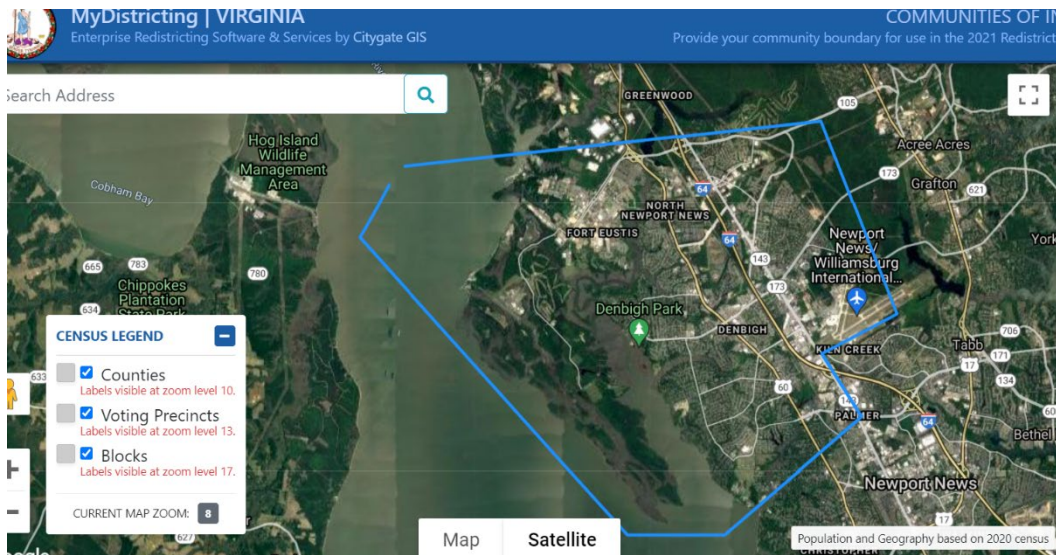 MyDistricting | VIRGINIA
Enterprise Redistricting Software & Services by Citygate GIS
COMMUNITIES OF IN
Provide your community boundary for use in the 2021 Redistrict
Search Address
GREENWOOD
105
Hog Island
Wildlife
Management
Area
Acree Acres
173
Cobham Bay
64
Grafton
621
NORTH
NEWPORT NEWS
FORT EUSTIS
64
Newport
News/
Williamsburg
International...
York
665
783
780
143
Chippokes
Plantation
State Park
173
634
Denbigh Park
DENBIGH
KILN CREEK
Tabb
706
17
171
633
134
60
143
PALMER
64
60
Bethel
Newport News
17
627
CHRISTOPHER
CENSUS LEGEND
Counties
Labels visible at zoom level 10.
Voting Precincts
Labels visible at zoom level 13.
Blocks
Labels visible at zoom level 17.
CURRENT MAP ZOOM: 8
Map
Satellite
Population and Geography based on 2020 census